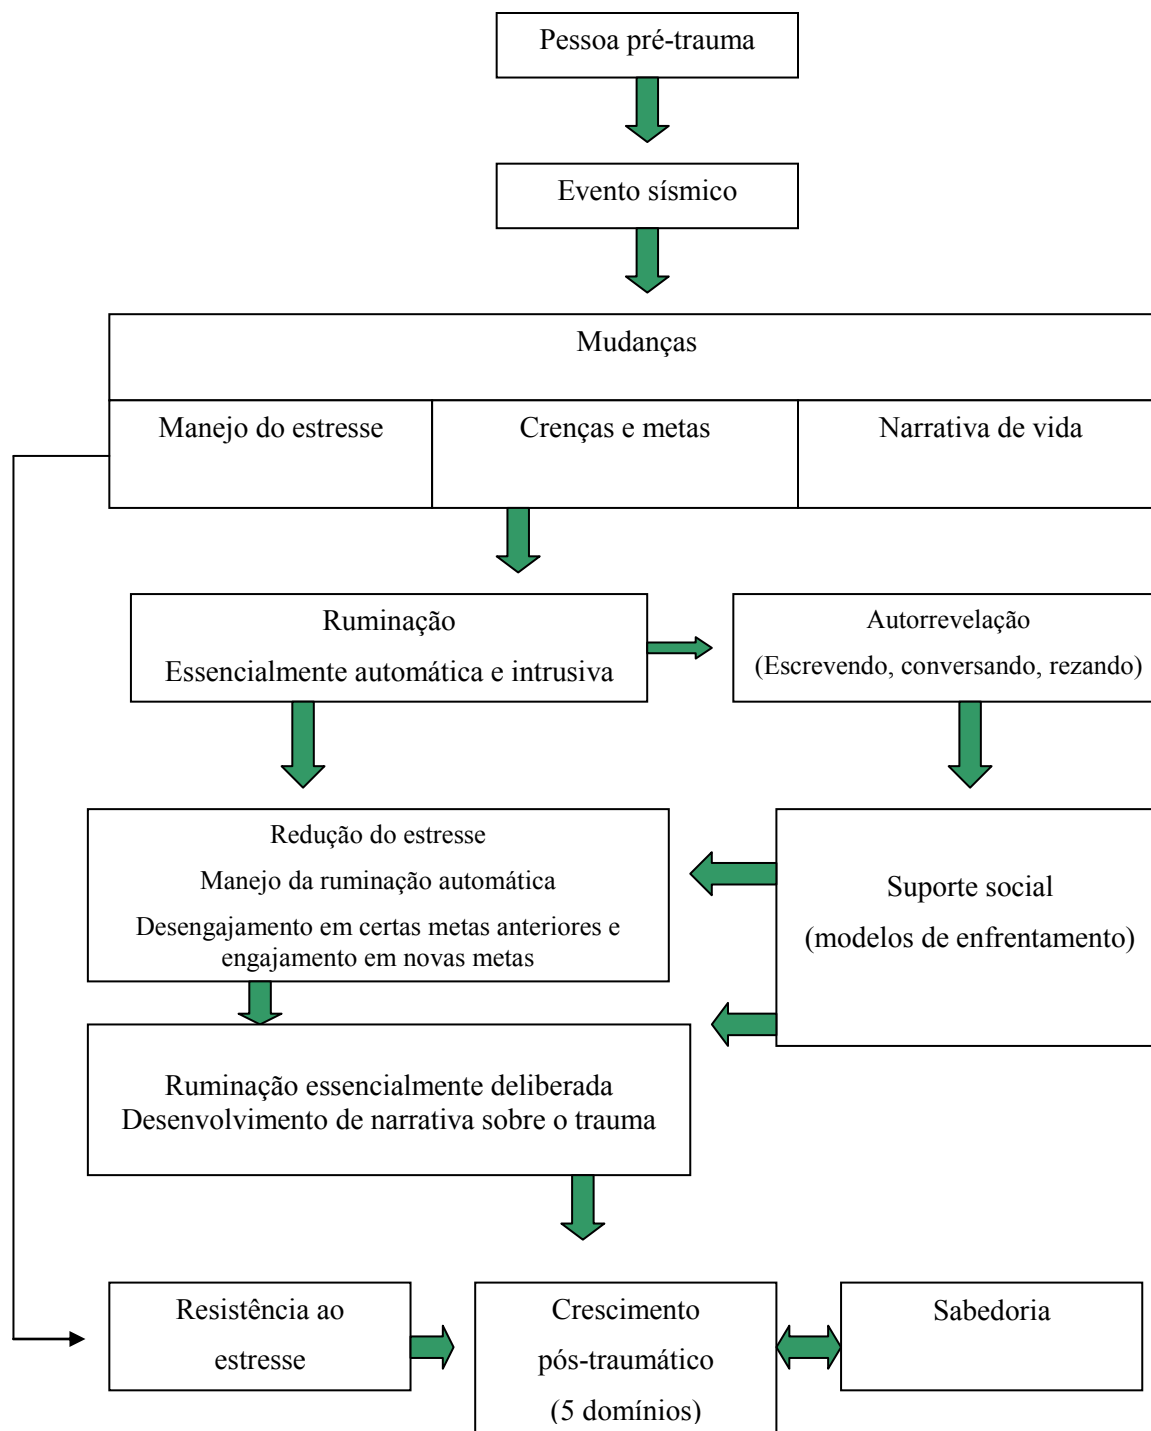 Pessoa pré-trauma
Evento sísmico
Mudanças
Manejo do estresse
Crenças e metas
Narrativa de vida
Ruminação
Essencialmente automática e intrusiva
Autorrevelação
(Escrevendo, conversando, rezando)
Redução do estresse
Manejo da ruminação automática
Desengajamento em certas metas anteriores e
engajamento em novas metas
Suporte social
(modelos de enfrentamento)
Ruminação essencialmente deliberada
Desenvolvimento de narrativa sobre o trauma
Resistência ao
estresse
Crescimento
pós-traumático
(5 domínios)
Sabedoria